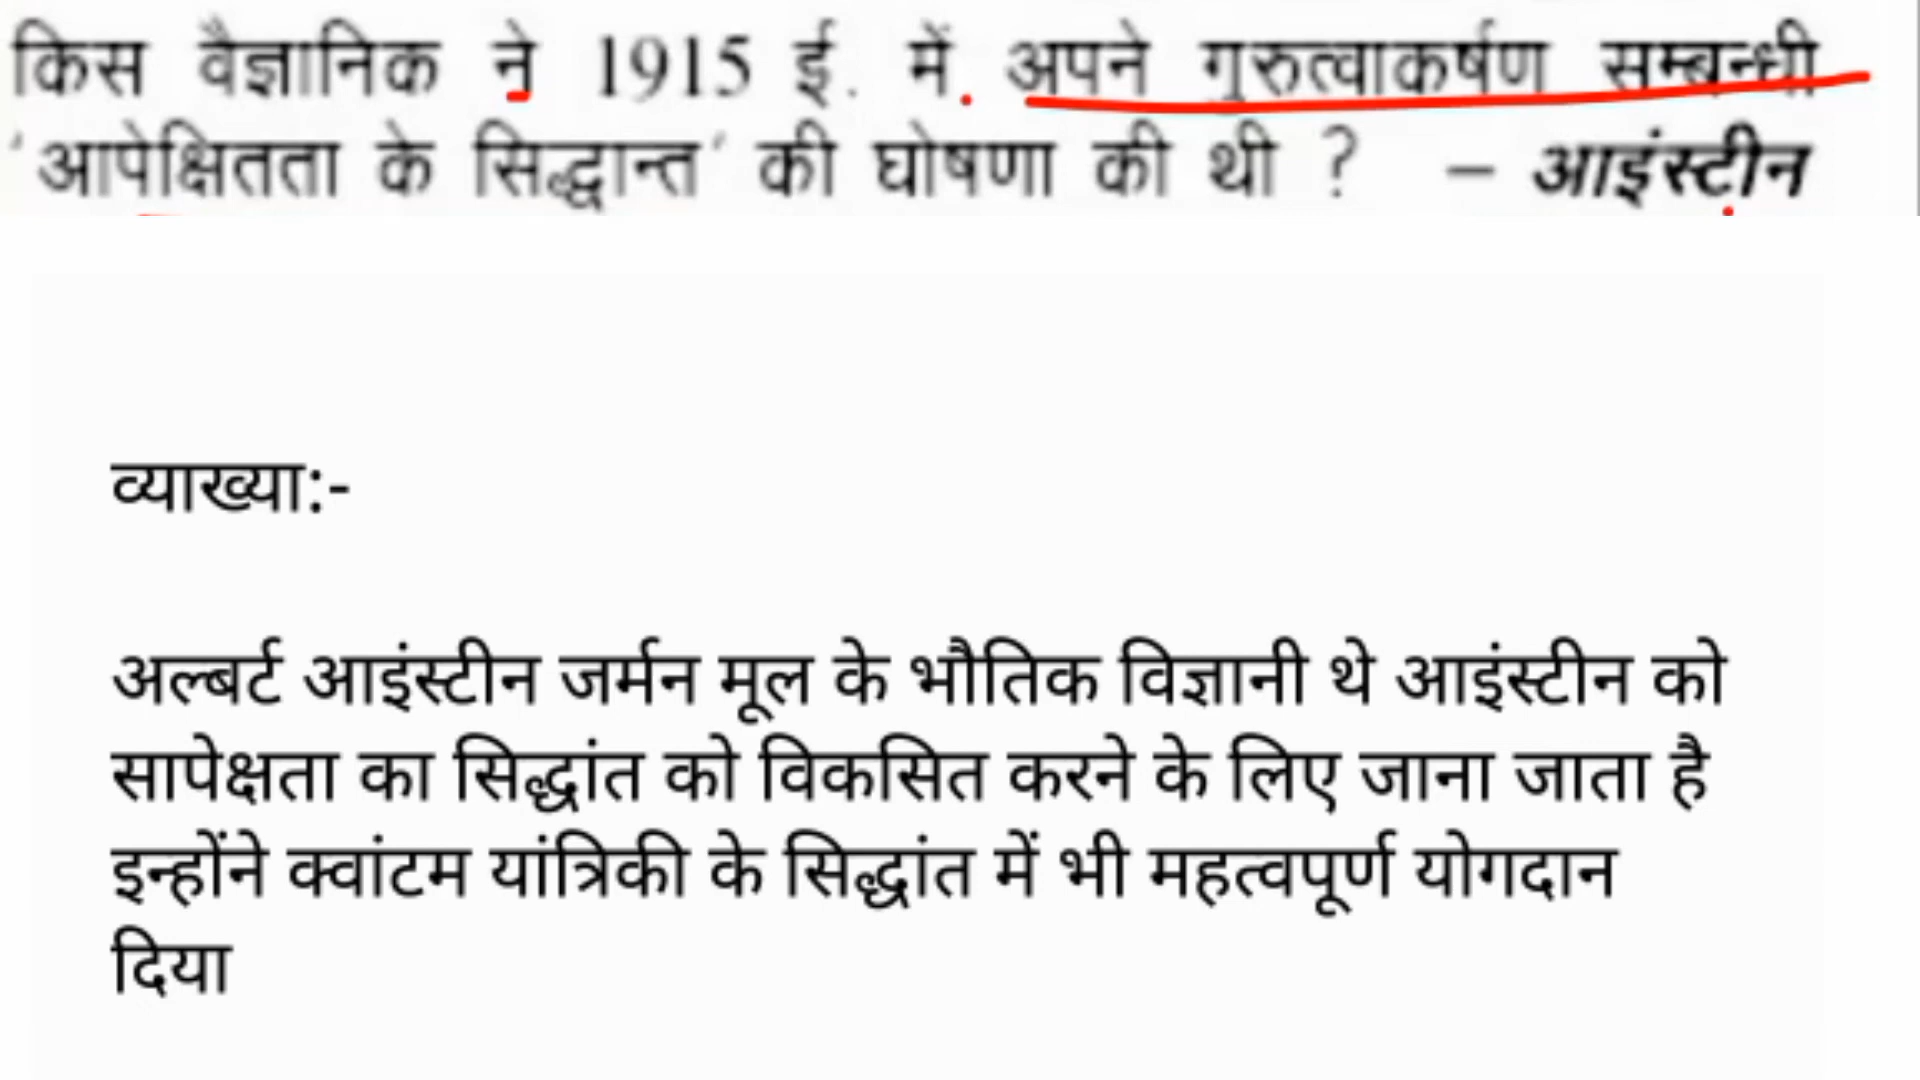 किस वैज्ञानिक ने 1915 ई. में अपने गुरुत्वाकर्षण सम्बन्धी
'आपेक्षितता के सिद्धान्त' की घोषणा की थी ? – आइंस्टीन
व्याख्या:-
अल्बर्ट आइंस्टीन जर्मन मूल के भौतिक विज्ञानी थे आइंस्टीन को
सापेक्षता का सिद्धांत को विकसित करने के लिए जाना जाता है
इन्होंने क्वांटम यांत्रिकी के सिद्धांत में भी महत्वपूर्ण योगदान
दिया